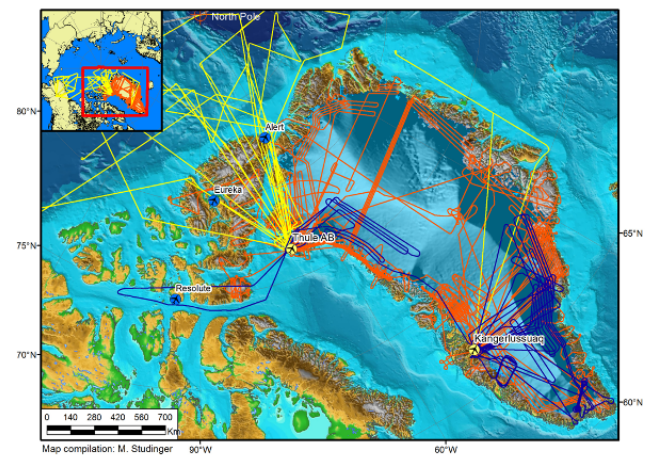 North Pole
80°N
Alert
Eureka
Thule AB
65°N
75°N
Resolute
Kangerlussuaq
70°N
60°N
0 140 280 420 560 700
Km
90°W
60°W
Map compilation: M. Studinger